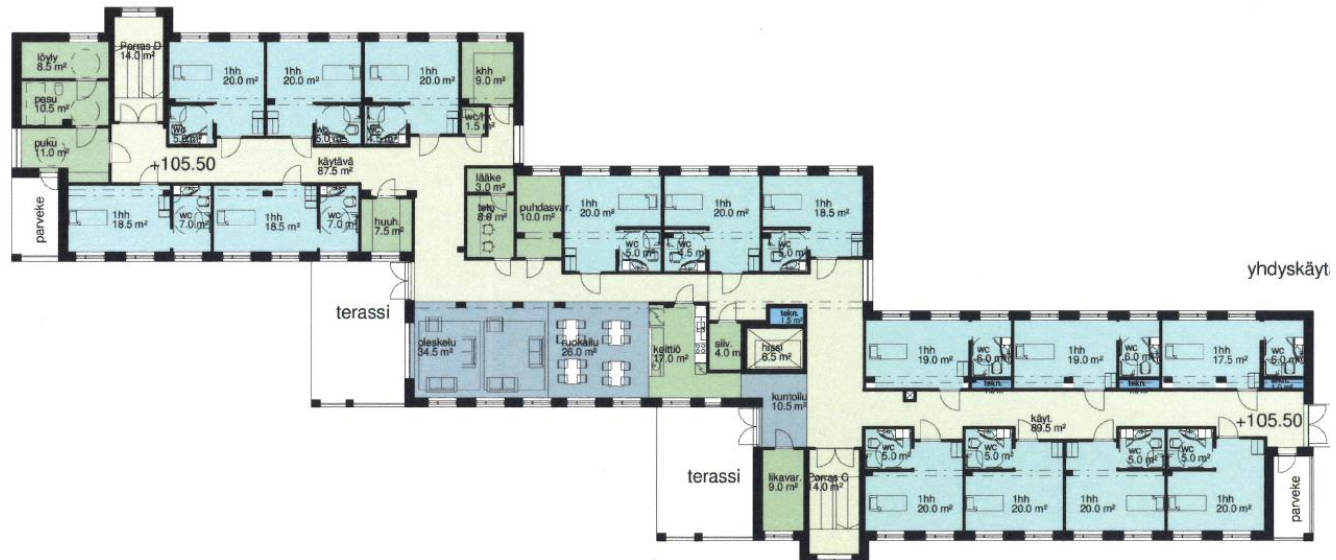 löyly
8.5 m²
Porras D
14.0 m²
1hh
20.0 m²
1hh
20.0 m²
1hh
20.0 m²
khh
9.0 m²
pesu
10.5 m²
wc
wc
5.0 m²
wc
4.5 m²
wc/hk
1.5 m²
puku
11.0 m²
+105.50
käytävä
87.5 m²
lääke
3.0 m²
8.0 m²
puhdasvar.
10.0 m²
1hh
20.0 m²
1hh
20.0 m²
1hh
18.5 m²
parveke
1hh
18.5 m²
wc
7.0 m²
1hh
18.5 m²
wc
7.0 m²
huuh.
7.5 m²
wc
5.0 m²
wc
4.5 m²
wc
5.0 m²
yhdyskäytä
terassi
oleskelu
34.5 m²
ruokailu
26.0 m²
keittiö
17.0 m²
siiv.
4.0 m
tekn.
1.5 m²
hissi
8.5 m²
1hh
19.0 m²
wc
6.0 m²
1hh
19.0 m²
wc
6.0 m²
1hh
17.5 m²
wc
6.0 m²
tekn.
tekn.
kuntoilu
10.5 m²
käyt.
89.5 m²
+105.50
terassi
likavar.
9.0 m²
Porras C
14.0 m²
wc
5.0 m²
wc
5.0 m²
wc
5.0 m²
wc
5.0 m²
1hh
20.0 m²
1hh
20.0 m²
1hh
20.0 m²
1hh
20.0 m²
parveke